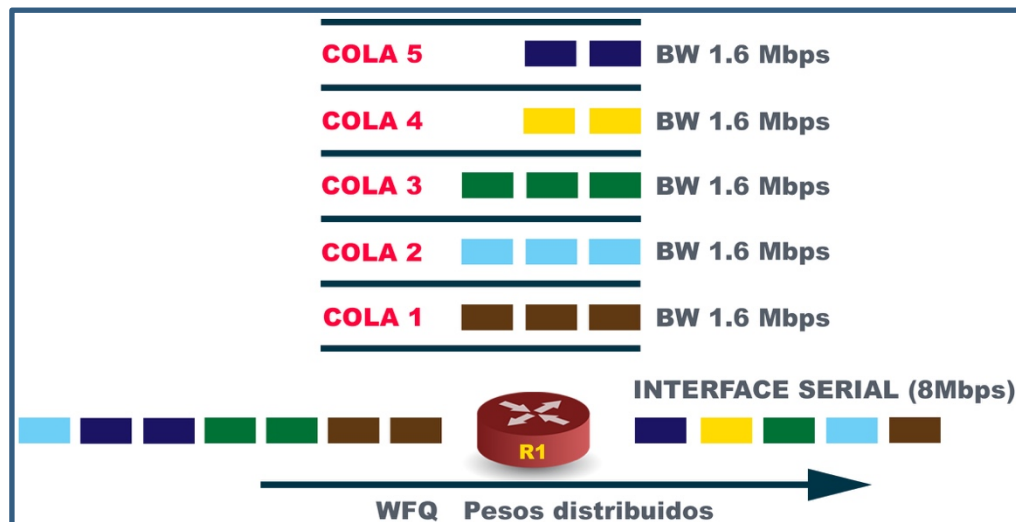 COLA 5 BW 1.6 Mbps
COLA 4 BW 1.6 Mbps
COLA 3 BW 1.6 Mbps
COLA 2 BW 1.6 Mbps
COLA 1 BW 1.6 Mbps
INTERFACE SERIAL (8Mbps)
R1
WFQ Pesos distribuidos